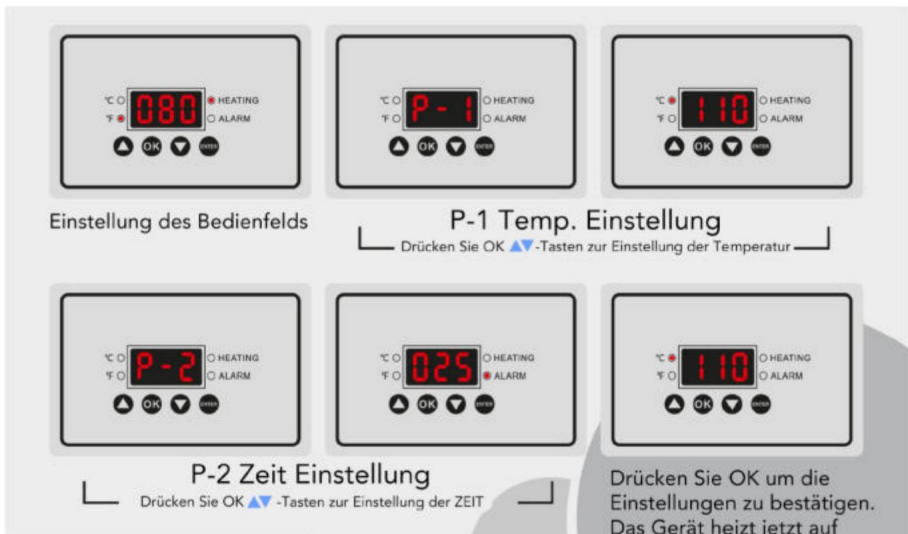 ℃ 080 HEATING
℉ ALARM
OK ENTER
℃ P-1 HEATING
℉ ALARM
OK ENTER
℃ 110 HEATING
℉ ALARM
OK ENTER
Einstellung des Bedienfelds
P-1 Temp. Einstellung
Drücken Sie OK ▲▼-Tasten zur Einstellung der Temperatur
℃ P-2 HEATING
℉ ALARM
OK ENTER
℃ 025 HEATING
℉ ALARM
OK ENTER
℃ 110 HEATING
℉ ALARM
OK ENTER
P-2 Zeit Einstellung
Drücken Sie OK ▲▼ -Tasten zur Einstellung der ZEIT
Drücken Sie OK um die
Einstellungen zu bestätigen.
Das Gerät heizt jetzt auf